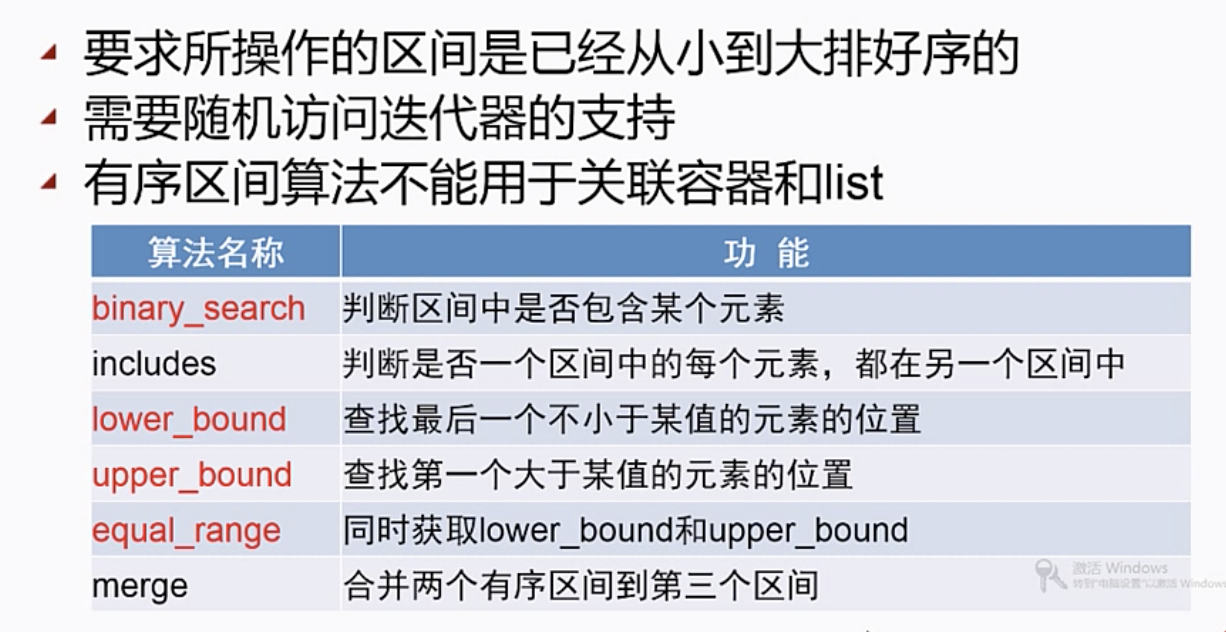 要求所操作的区间是已经从小到大排好序的
需要随机访问迭代器的支持
有序区间算法不能用于关联容器和list
算法名称 功 能
binary_search 判断区间中是否包含某个元素
includes 判断是否一个区间中的每个元素，都在另一个区间中
lower_bound 查找最后一个不小于某值的元素的位置
upper_bound 查找第一个大于某值的元素的位置
equal_range 同时获取lower_bound和upper_bound
merge 合并两个有序区间到第三个区间
激活 Windows
转到"电脑设置"以激活 Windows